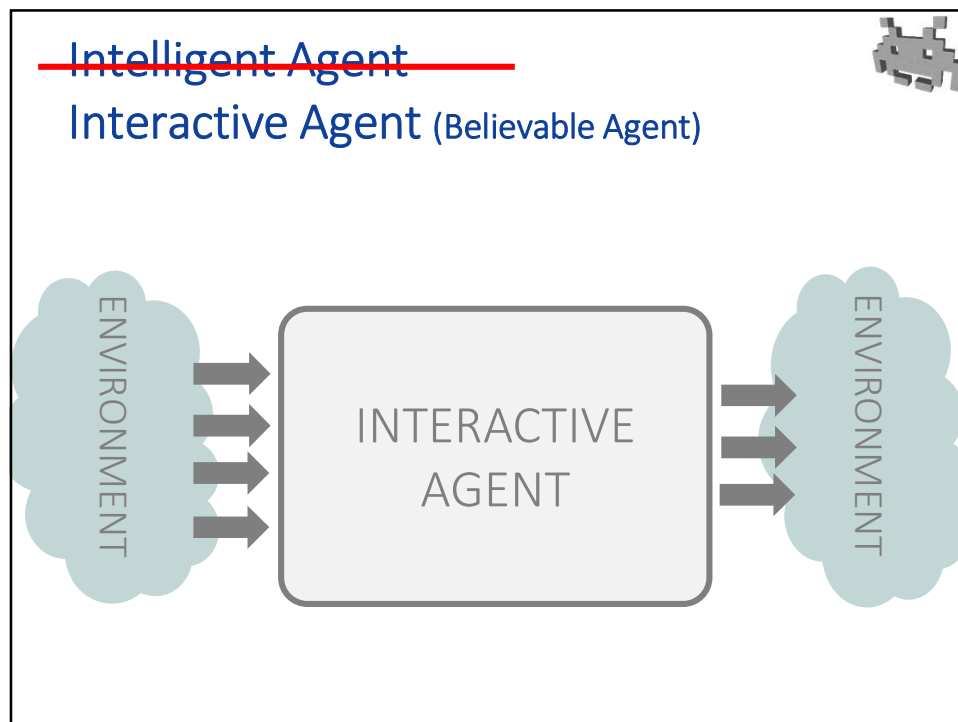 Intelligent Agent
Interactive Agent (Believable Agent)
ENVIRONMENT
INTERACTIVE
AGENT
ENVIRONMENT